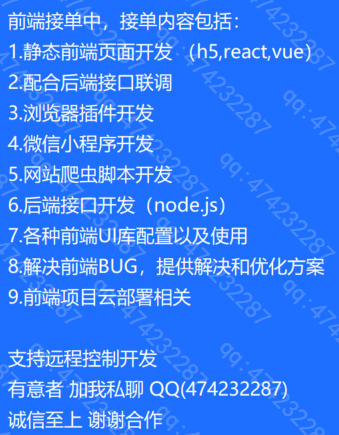 前端接单中，接单内容包括：
1.静态前端页面开发 （h5,react,vue）
2.配合后端接口联调
3.浏览器插件开发
4.微信小程序开发
5.网站爬虫脚本开发
6.后端接口开发（node.js）
7.各种前端UI库配置以及使用
8.解决前端BUG，提供解决和优化方案
9.前端项目云部署相关
支持远程控制开发
有意者 加我私聊 QQ(474232287)
诚信至上 谢谢合作
qq:474232287